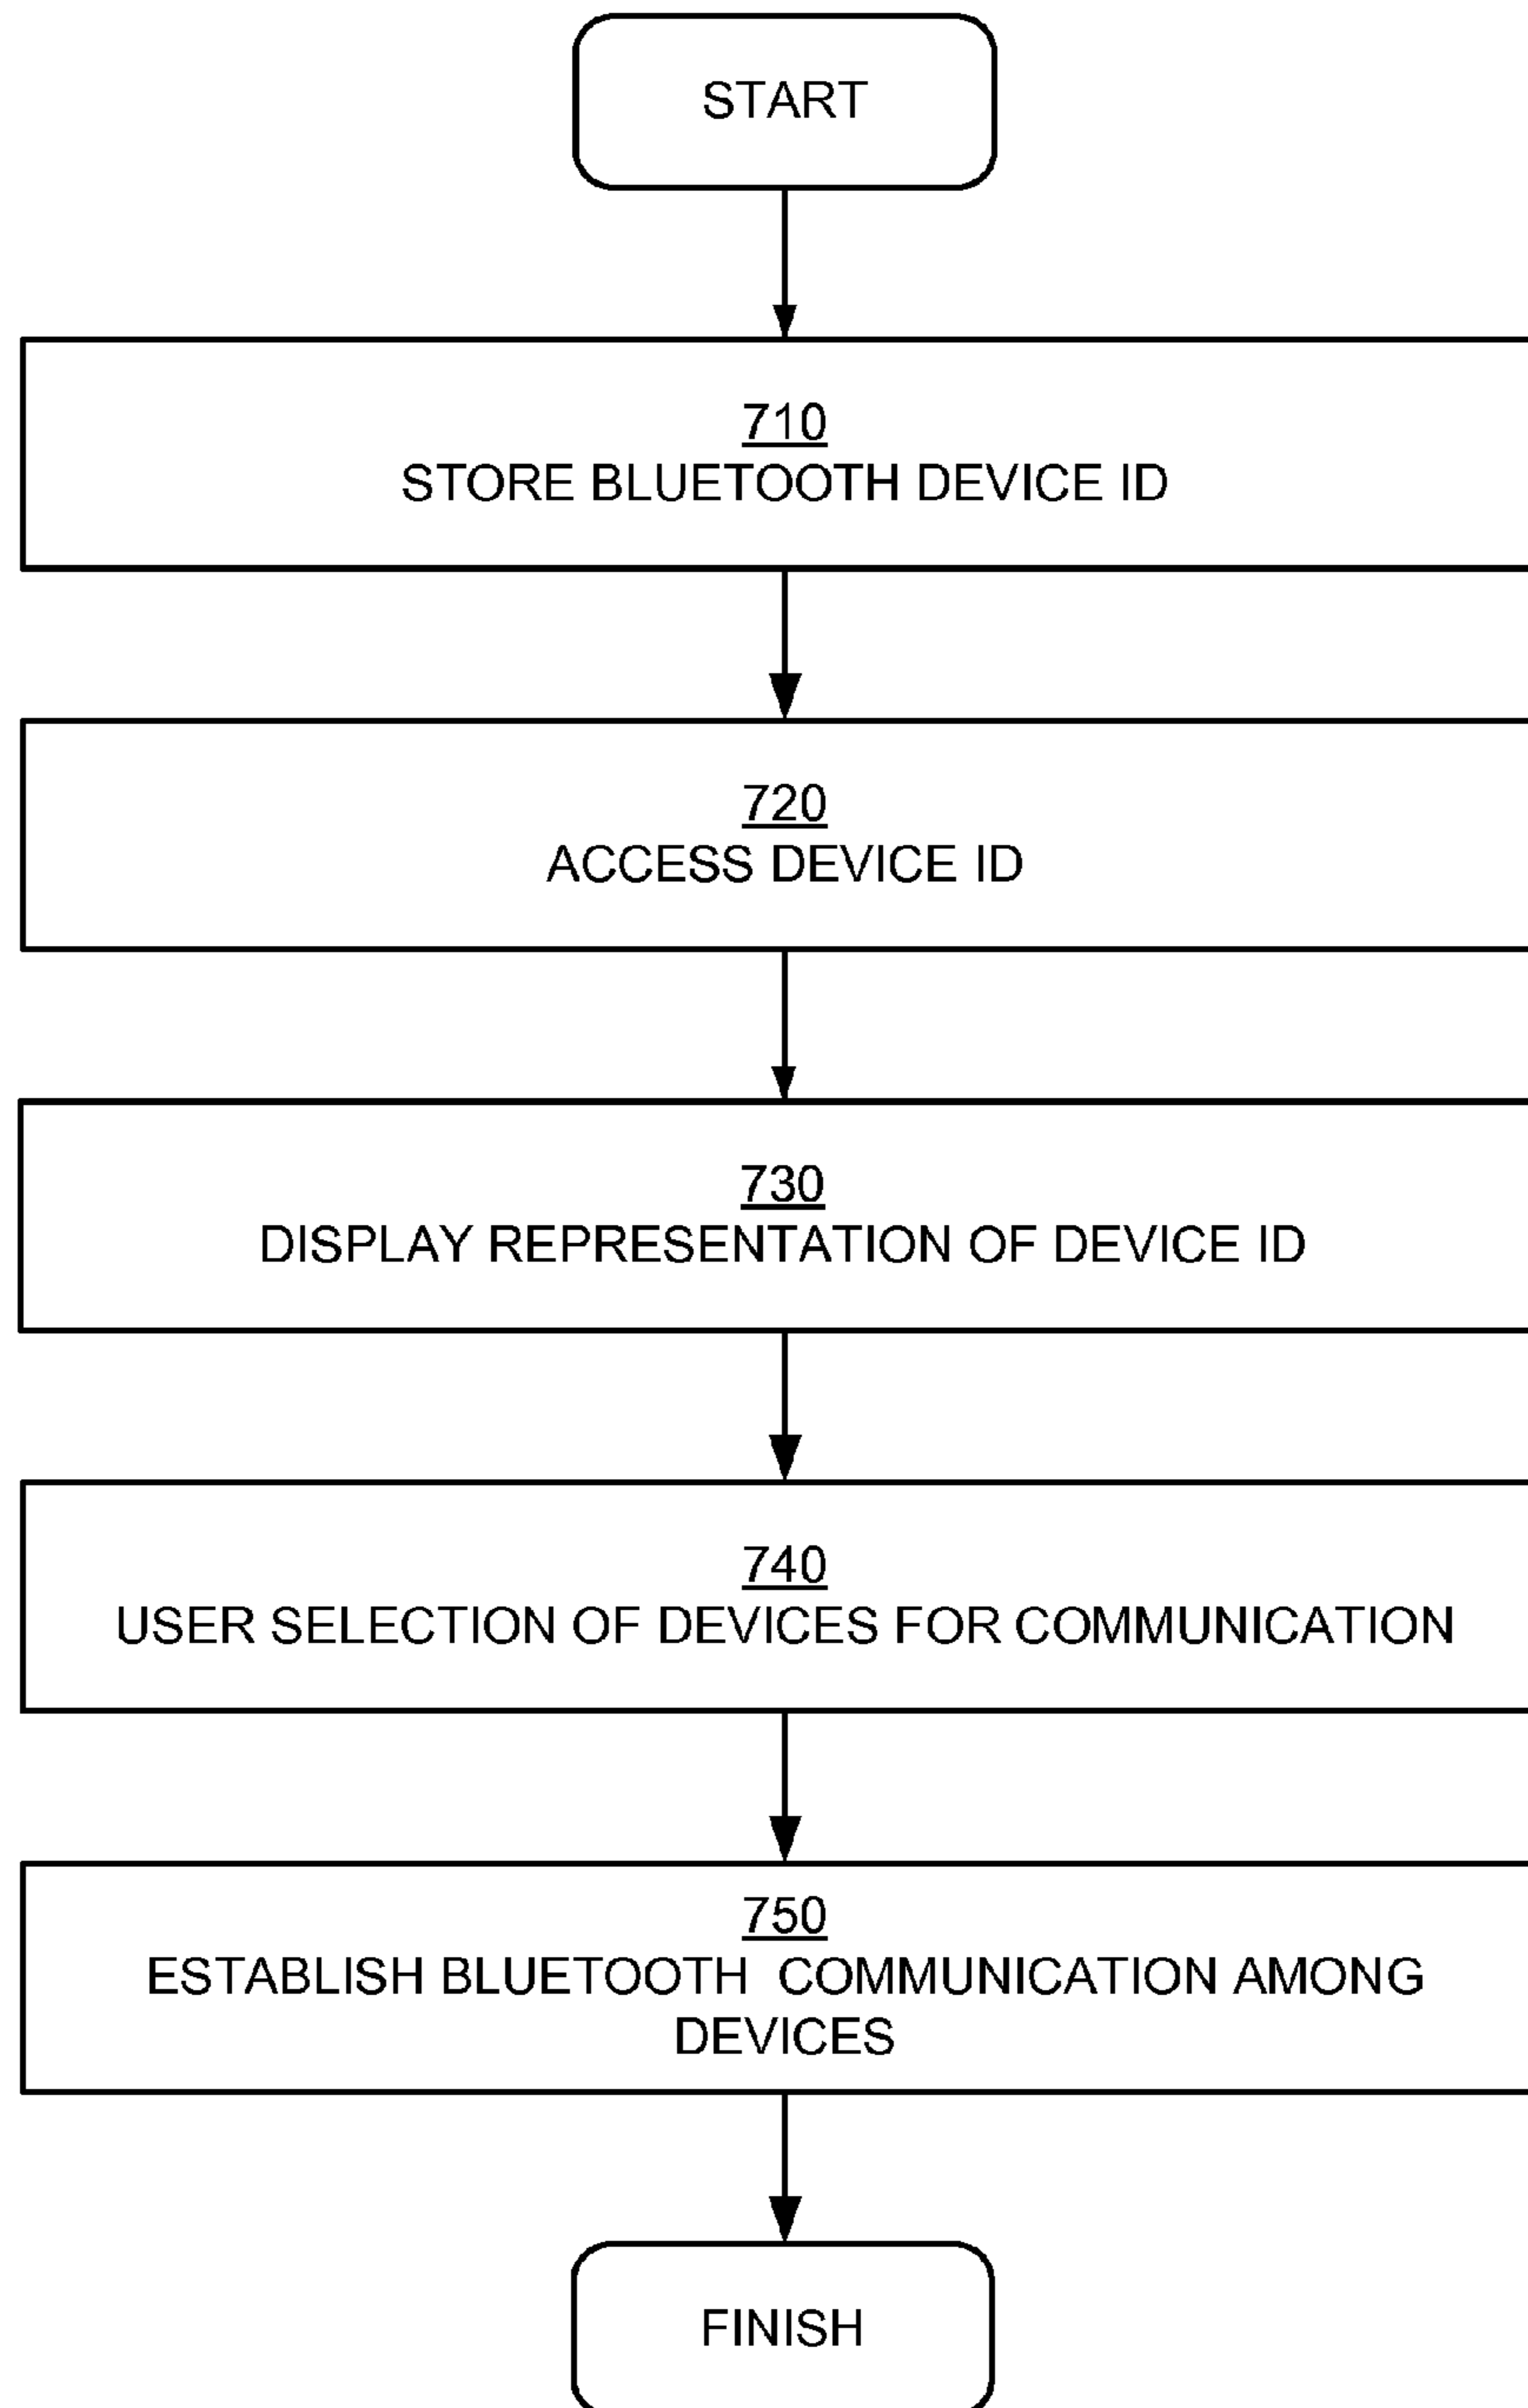 START
710
STORE BLUETOOTH DEVICE ID
720
ACCESS DEVICE ID
730
DISPLAY REPRESENTATION OF DEVICE ID
740
USER SELECTION OF DEVICES FOR COMMUNICATION
750
ESTABLISH BLUETOOTH COMMUNICATION AMONG
DEVICES
FINISH